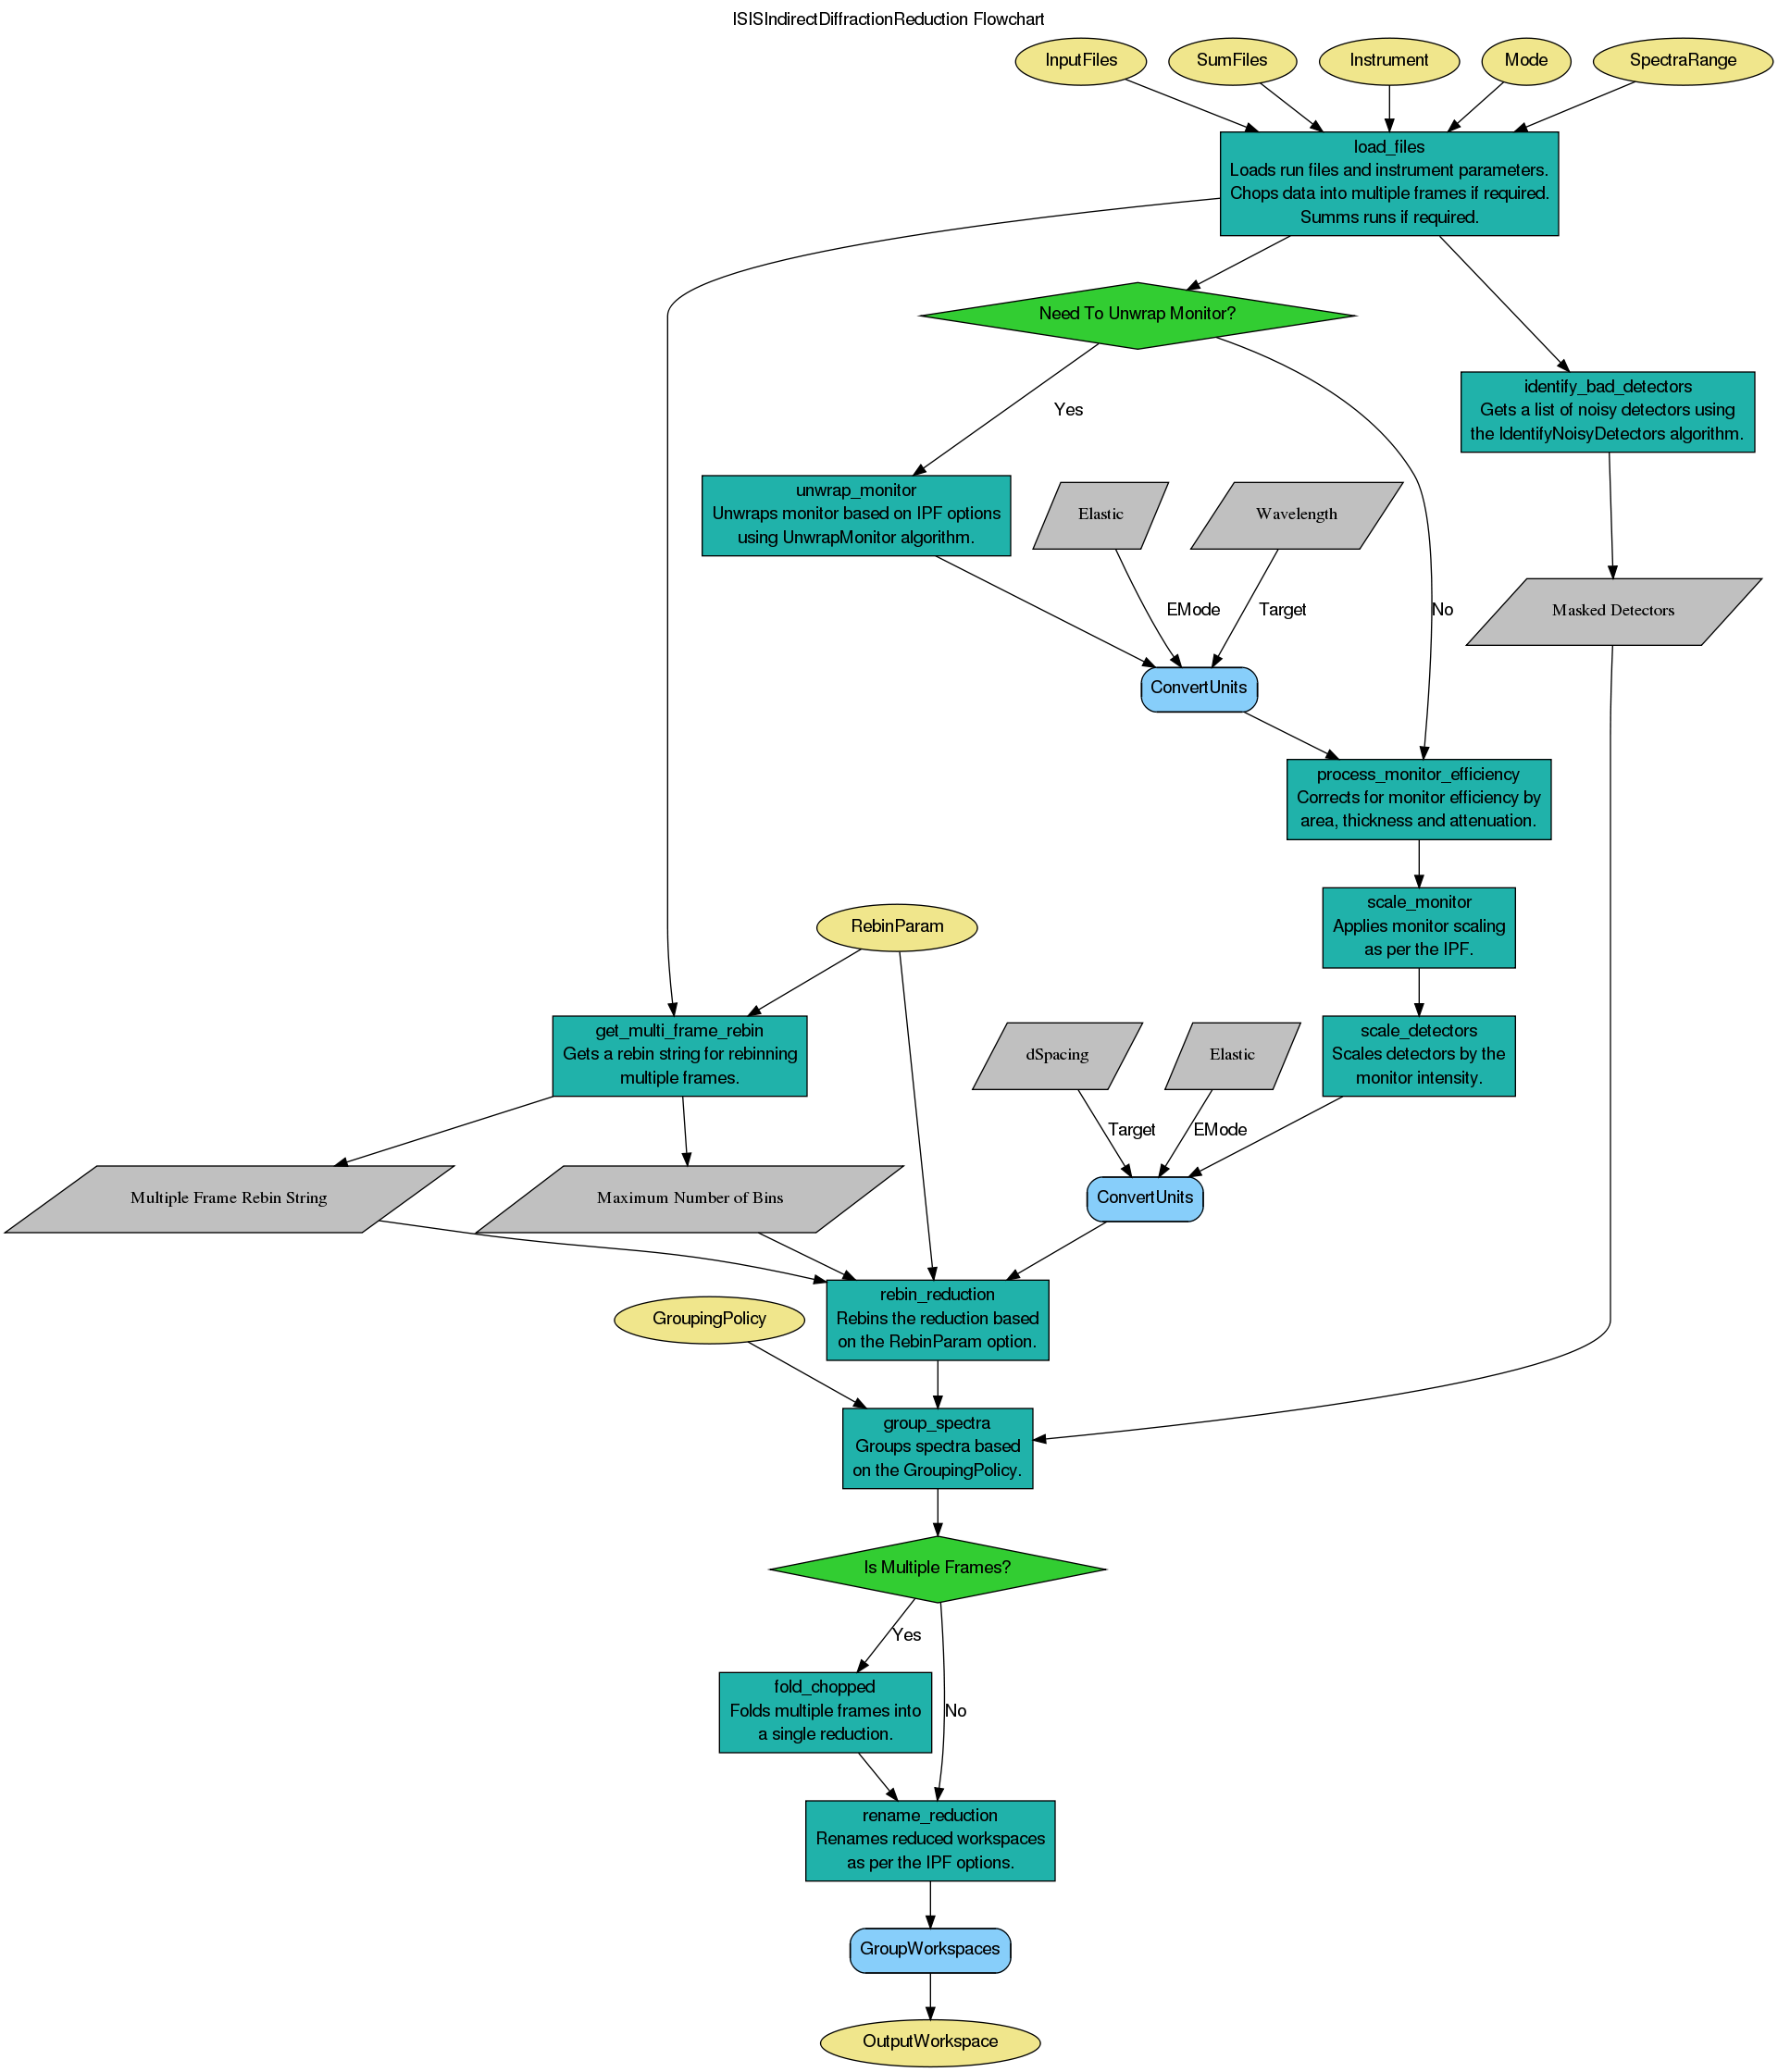 ISISIndirectDiffractionReduction Flowchart
InputFiles
SumFiles
Instrument
Mode
SpectraRange
load_files
Loads run files and instrument parameters.
Chops data into multiple frames if required.
Summs runs if required.
Need To Unwrap Monitor?
identify_bad_detectors
Gets a list of noisy detectors using
the IdentifyNoisyDetectors algorithm.
Yes
unwrap_monitor
Unwraps monitor based on IPF options
using UnwrapMonitor algorithm.
Elastic
Wavelength
EMode
Target
No
Masked Detectors
ConvertUnits
process_monitor_efficiency
Corrects for monitor efficiency by
area, thickness and attenuation.
scale_monitor
Applies monitor scaling
as per the IPF.
RebinParam
get_multi_frame_rebin
Gets a rebin string for rebinning
multiple frames.
dSpacing
Elastic
scale_detectors
Scales detectors by the
monitor intensity.
Target
EMode
Multiple Frame Rebin String
Maximum Number of Bins
ConvertUnits
rebin_reduction
Rebins the reduction based
on the RebinParam option.
GroupingPolicy
group_spectra
Groups spectra based
on the GroupingPolicy.
Is Multiple Frames?
Yes
fold_chopped
Folds multiple frames into
a single reduction.
No
rename_reduction
Renames reduced workspaces
as per the IPF options.
GroupWorkspaces
OutputWorkspace